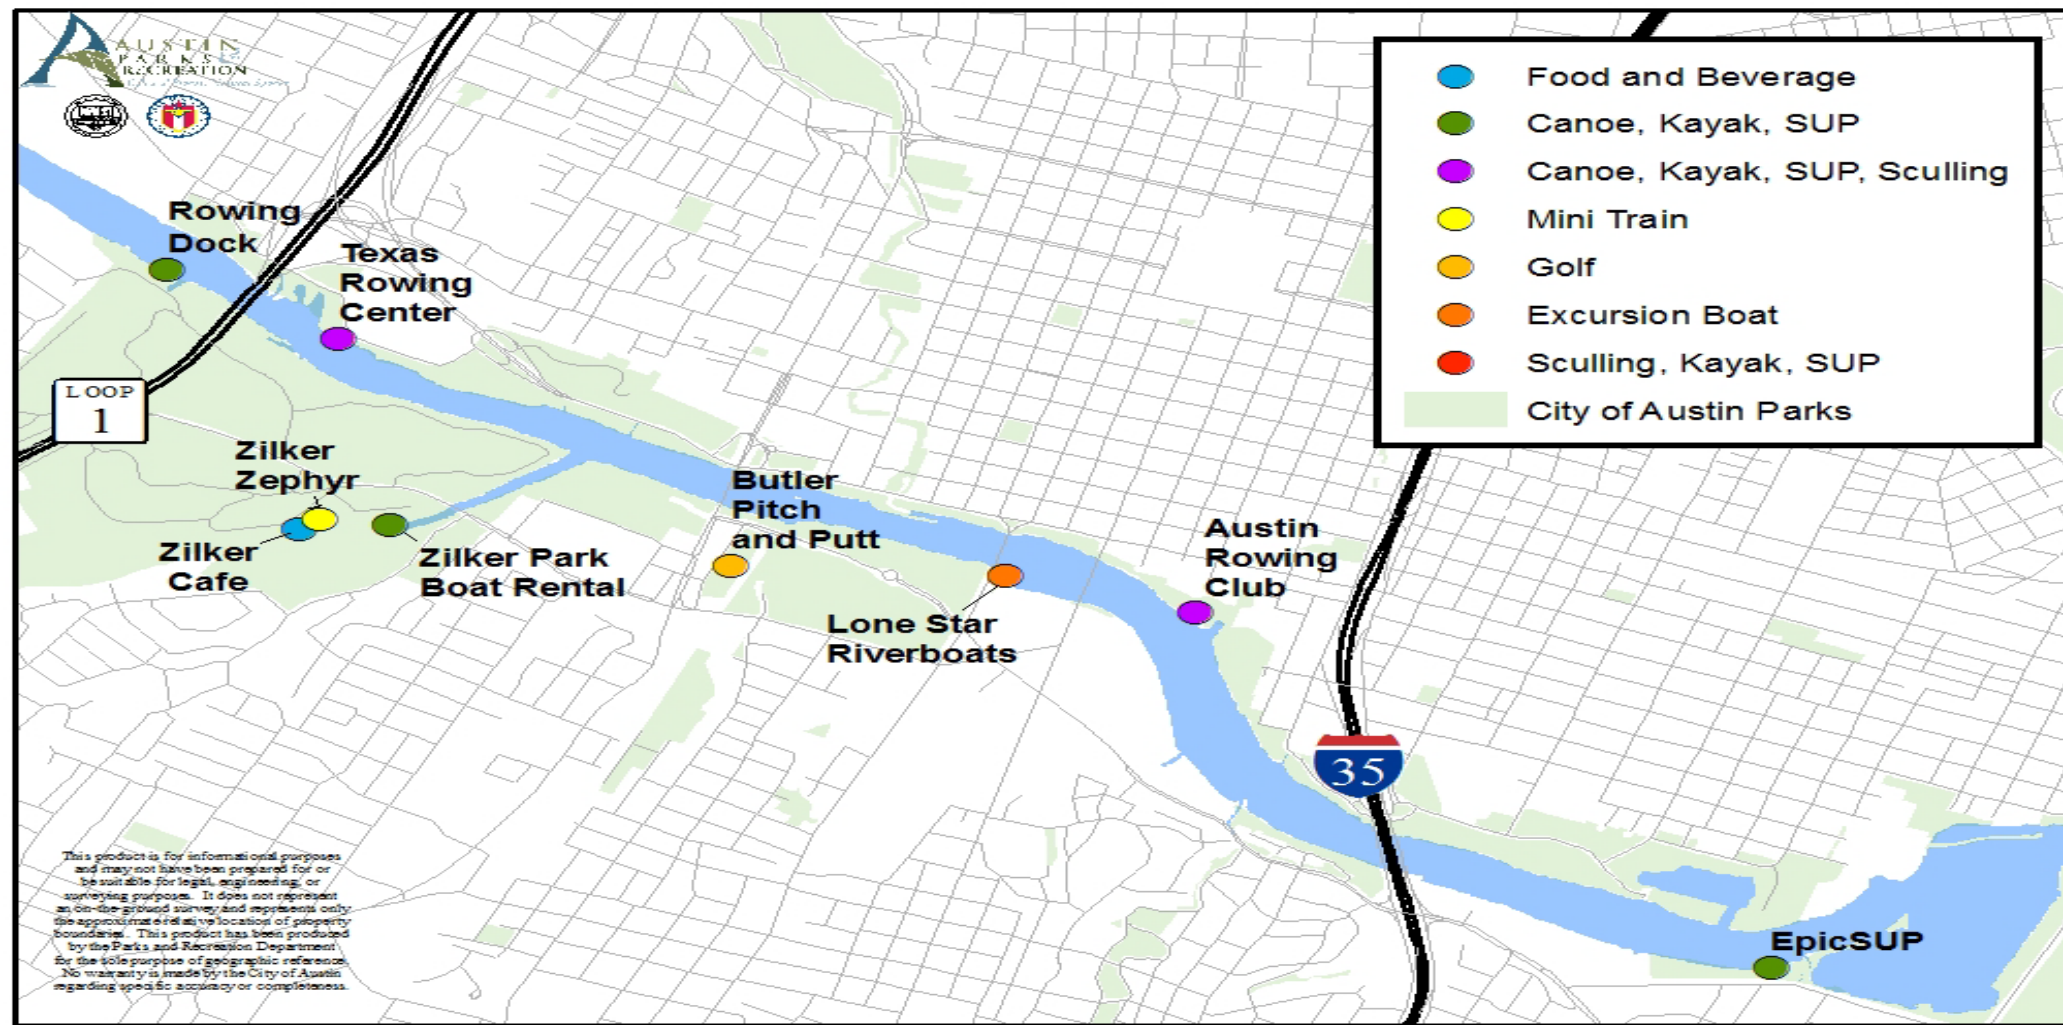 AUSTIN
PARKS
RECREATION
Food and Beverage
Canoe, Kayak, SUP
Canoe, Kayak, SUP, Sculling
Mini Train
Golf
Excursion Boat
Sculling, Kayak, SUP
City of Austin Parks
Rowing
Dock
Texas
Rowing
Center
LOOP
1
Zilker
Zephyr
Zilker
Cafe
Zilker Park
Boat Rental
Butler
Pitch
and Putt
Lone Star
Riverboats
Austin
Rowing
Club
35
EpicSUP
This product is for informational purposes
and may not have been prepared for or
be suitable for legal, engineering, or
surveying purposes. It does not represent
an on-the-ground survey and represents only
the approximate relative location of property
boundaries. This product has been produced
by the Parks and Recreation Department
for the sole purpose of geographic reference.
No warranty is made by the City of Austin
regarding specific accuracy or completeness.